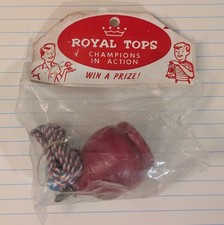 ROYAL TOPS
CHAMPIONS
IN ACTION
WIN A PRIZE!